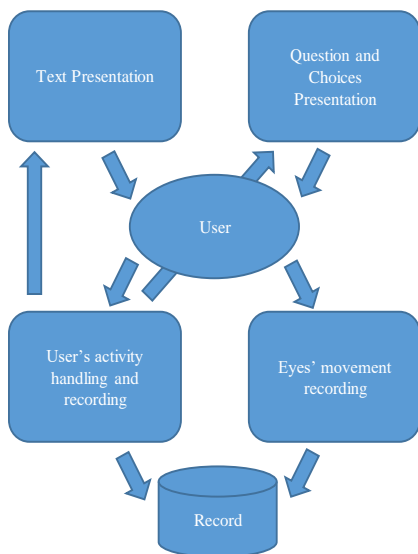 Text Presentation
Question and
Choices
Presentation
User
User’s activity
handling and
recording
Eyes’ movement
recording
Record